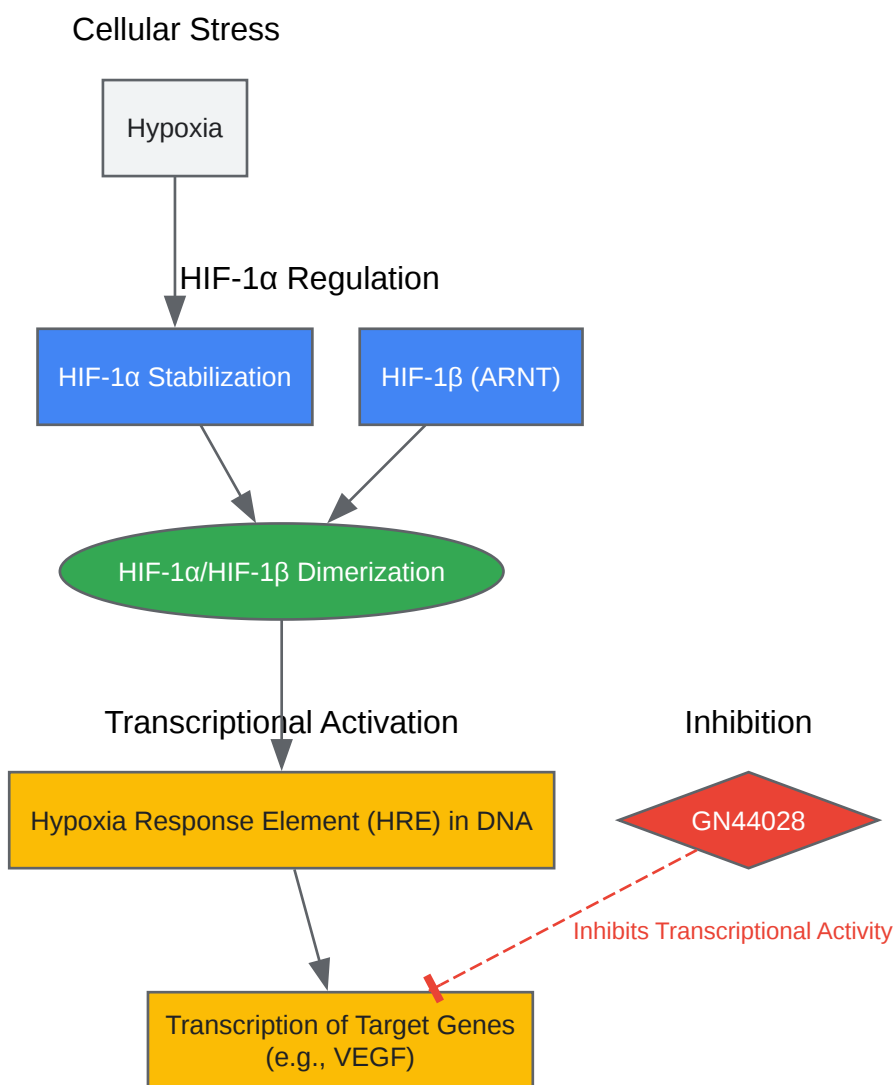 Cellular Stress
Hypoxia
HIF-1α Regulation
HIF-1α Stabilization
HIF-1β (ARNT)
HIF-1α/HIF-1β Dimerization
Transcriptional Activation
Inhibition
Hypoxia Response Element (HRE) in DNA
GN44028
Inhibits Transcriptional Activity
Transcription of Target Genes
(e.g., VEGF)